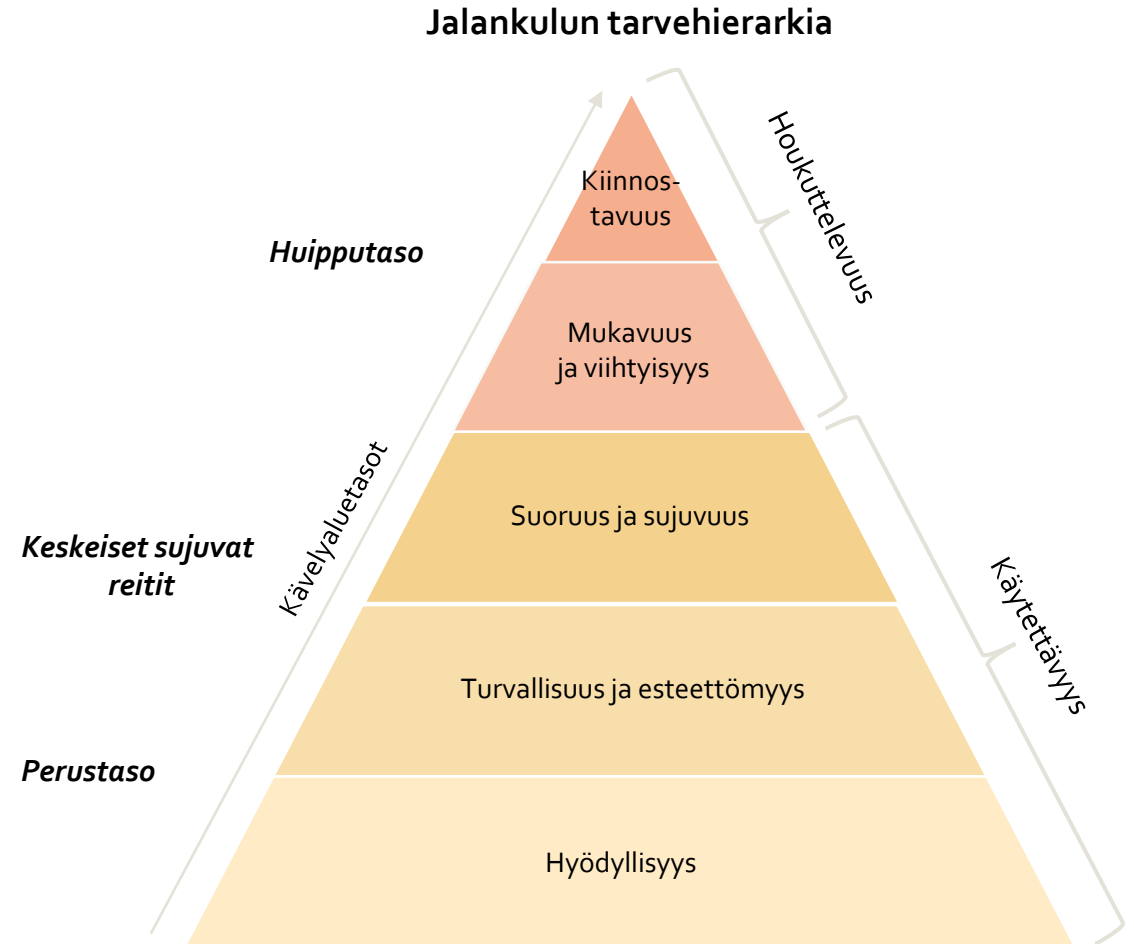 Jalankulun tarvehierarkia
Kiinnos-
tavuus
Houkuttelevuus
Huipputaso
Mukavuus
ja viihtyisyys
Kävelyaluetasot
Suoruus ja sujuvuus
Keskeiset sujuvat
reitit
Käytettävyys
Turvallisuus ja esteettömyys
Perustaso
Hyödyllisyys